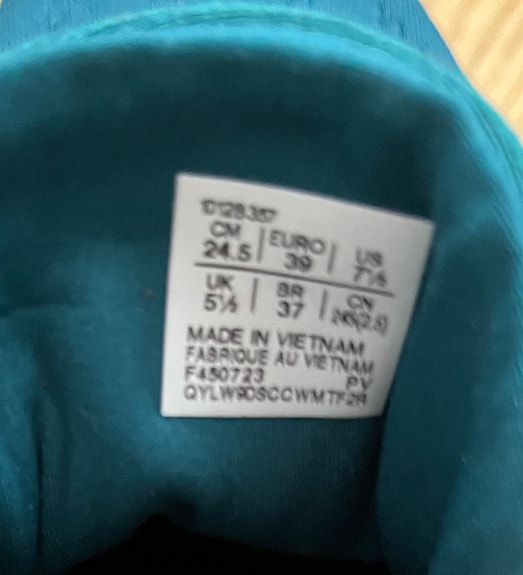 1012B357
CM EURO US
24.5 39 7½
UK BR CN
5½ 37 245(2.5)
MADE IN VIETNAM
FABRIQUE AU VIETNAM
F450723 PV